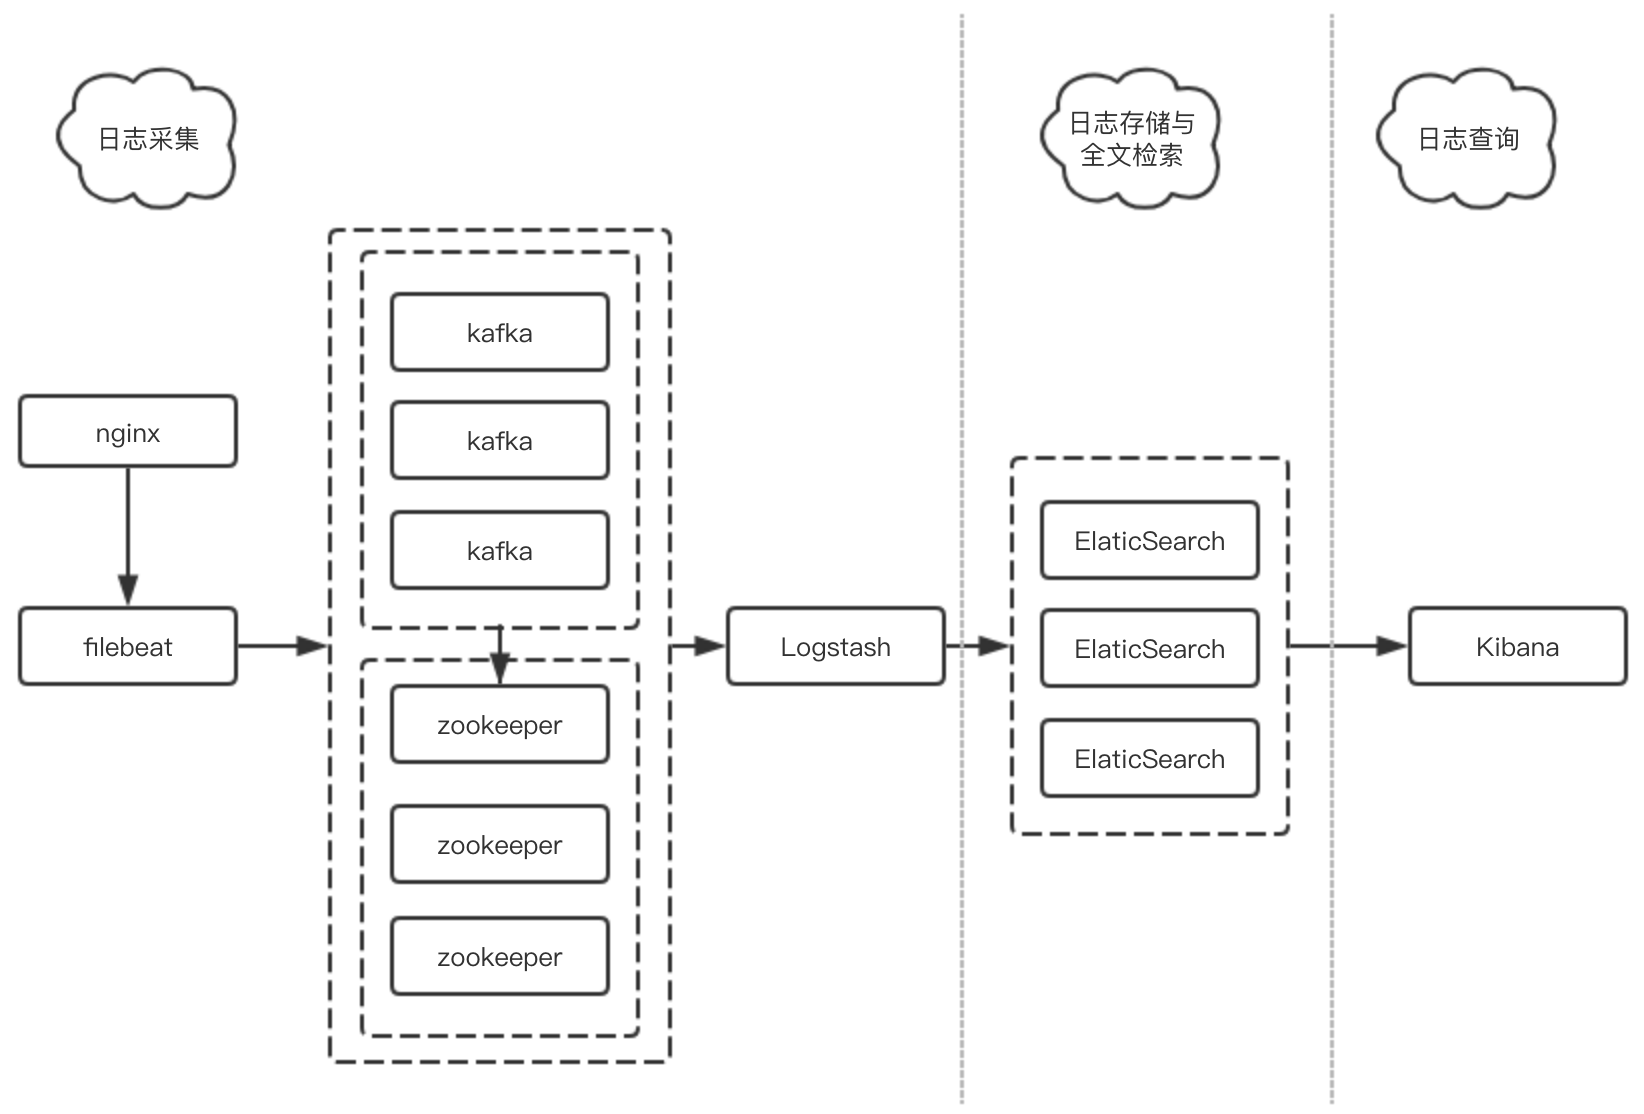 日志采集
日志存储与
全文检索
日志查询
kafka
kafka
kafka
nginx
filebeat
zookeeper
zookeeper
zookeeper
Logstash
ElaticSearch
ElaticSearch
ElaticSearch
Kibana